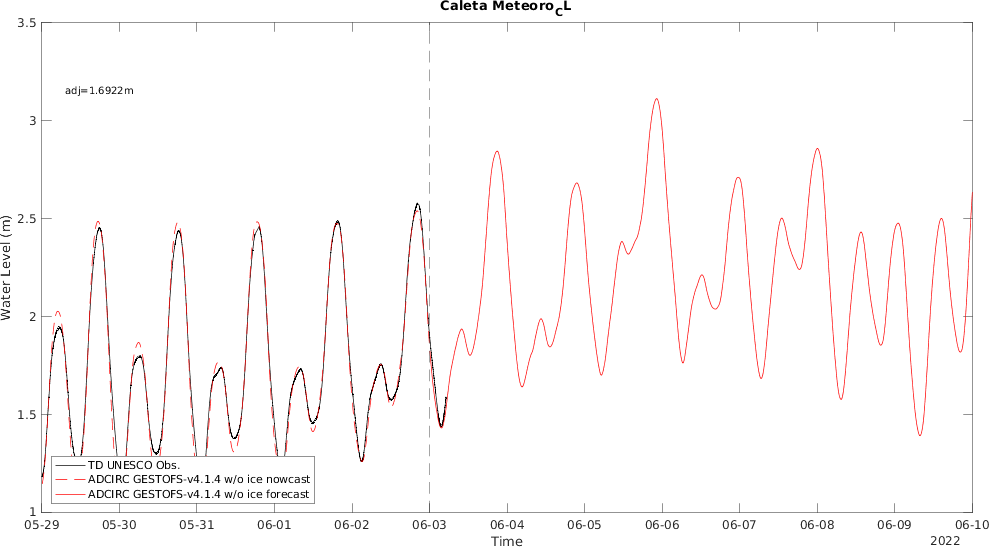 Caleta Meteoro_CL
3.5
adj=1.6922m
3
2.5
Water Level (m)
2
1.5
TD UNESCO Obs.
ADCIRC GESTOFS-v4.1.4 w/o ice nowcast
ADCIRC GESTOFS-v4.1.4 w/o ice forecast
1
05-29 05-30 05-31 06-01 06-02 06-03 06-04 06-05 06-06 06-07 06-08 06-09 06-10
Time
2022